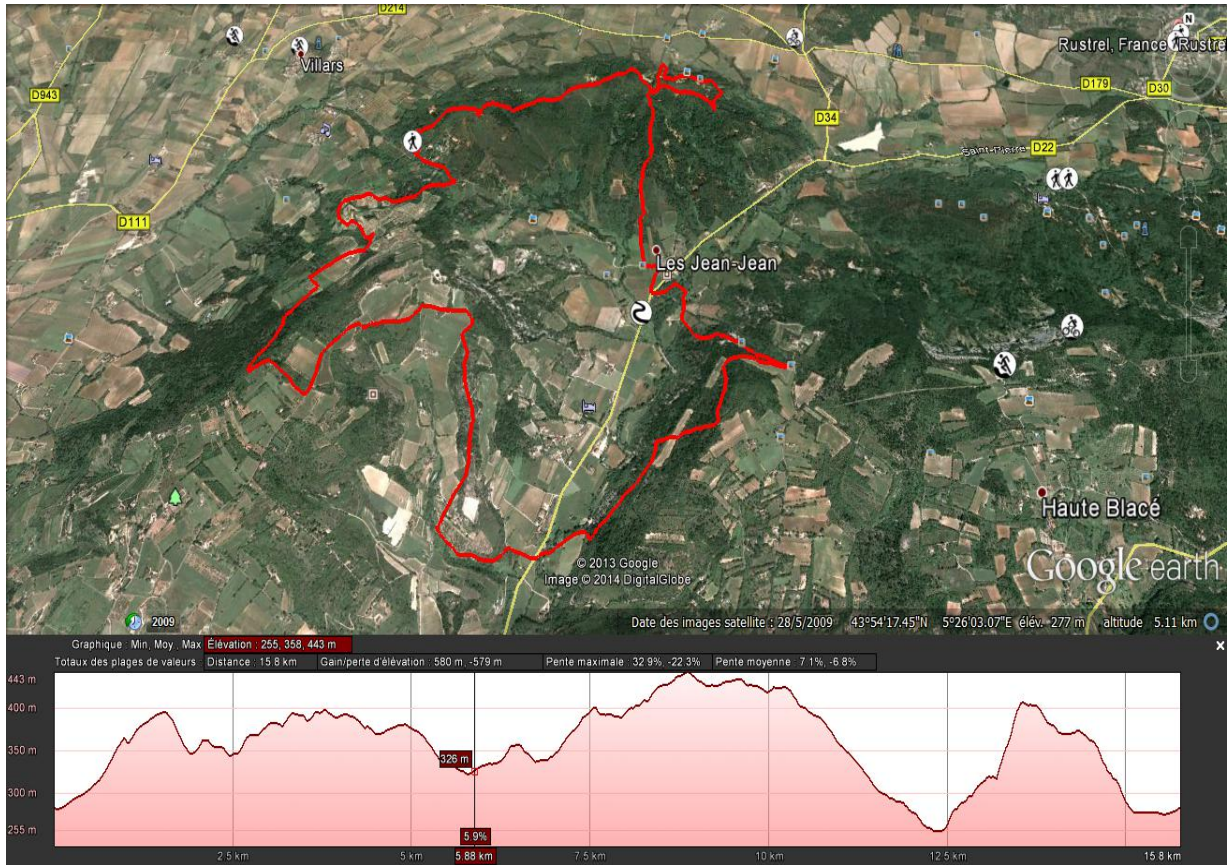 D214
N
Villars
Rustrel, France Rustrel
D943
D179
D30
D34
Saint-Pierre
D22
D111
Les Jean-Jean
Haute Blacé
© 2013 Google
Image © 2014 DigitalGlobe
Google earth
2009
Date des images satellite : 28/5/2009 43°54'17.45"N 5°26'03.07"E élév. 277 m altitude 5.11 km
Graphique : Min, Moy., Max Élévation : 255, 358, 443 m
x
Totaux des plages de valeurs : Distance : 15.8 km Gain/perte d'élévation : 580 m, -579 m Pente maximale : 32.9%, -22.3% Pente moyenne : 7.1%, -6.8%
443 m
400 m
350 m
326 m
300 m
255 m
5.9%
2.5 km 5 km 5.88 km 7.5 km 10 km 12.5 km 15.8 km